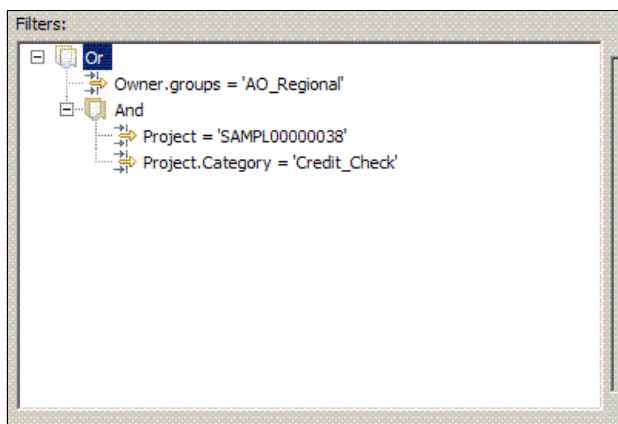 Filters:
Or
Owner.groups = 'AO_Regional'
And
Project = 'SAMPL00000038'
Project.Category = 'Credit_Check'